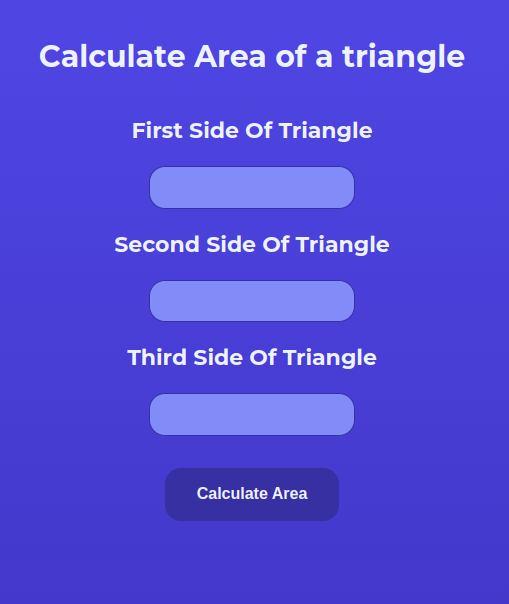 Calculate Area of a triangle
First Side Of Triangle
Second Side Of Triangle
Third Side Of Triangle
Calculate Area